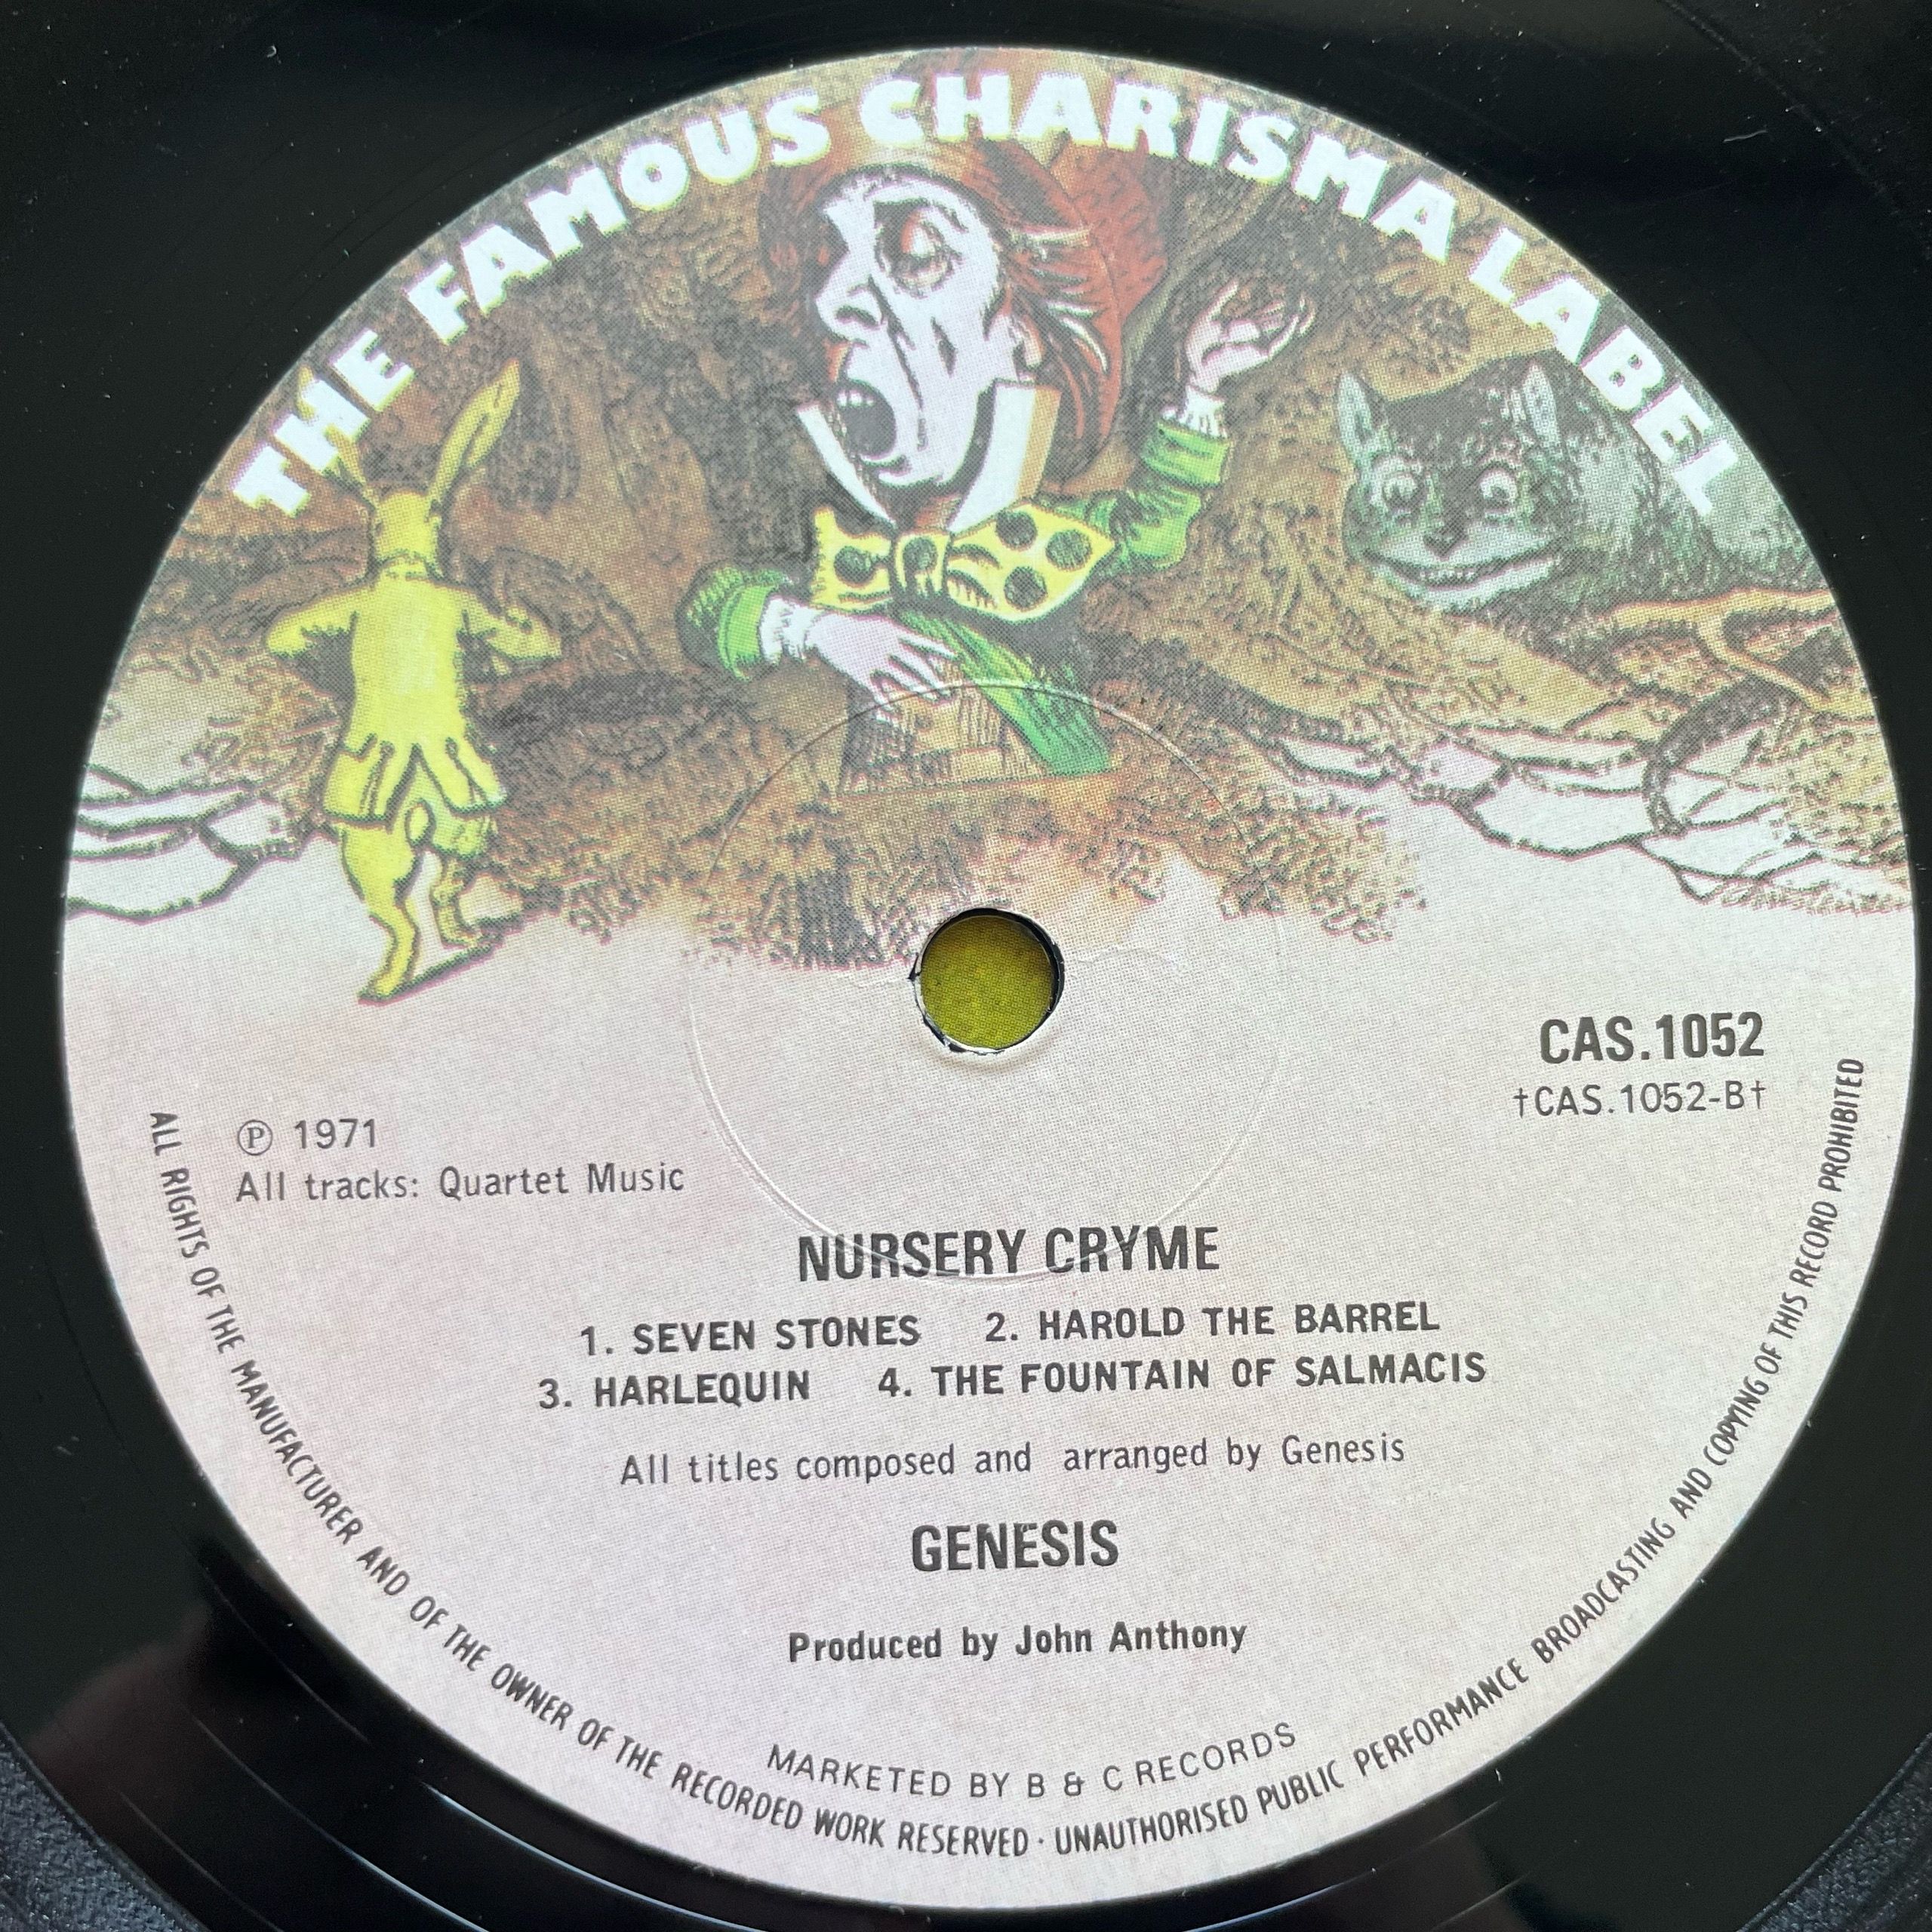 THE FAMOUS CHARISMA LABEL
CAS.1052
†CAS.1052-B†
℗ 1971
All tracks: Quartet Music
NURSERY CRYME
1. SEVEN STONES 2. HAROLD THE BARREL
3. HARLEQUIN 4. THE FOUNTAIN OF SALMACIS
All titles composed and arranged by Genesis
GENESIS
Produced by John Anthony
MARKETED BY B & C RECORDS
ALL RIGHTS OF THE MANUFACTURER AND OF THE OWNER OF THE RECORDED WORK RESERVED · UNAUTHORISED PUBLIC PERFORMANCE BROADCASTING AND COPYING OF THIS RECORD PROHIBITED